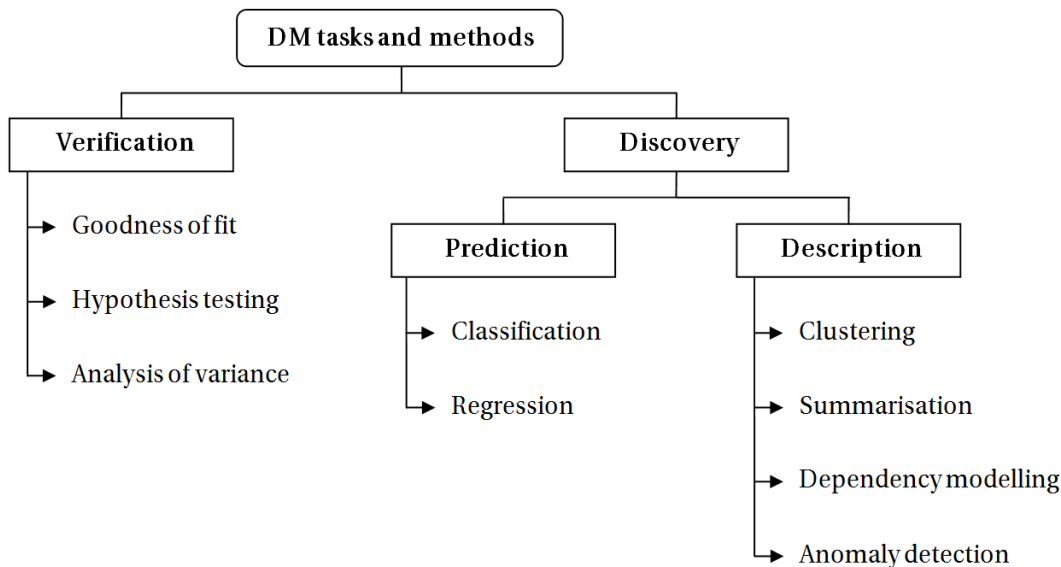 DM tasks and methods
Verification
Discovery
Goodness of fit
Hypothesis testing
Analysis of variance
Prediction
Description
Classification
Regression
Clustering
Summarisation
Dependency modelling
Anomaly detection